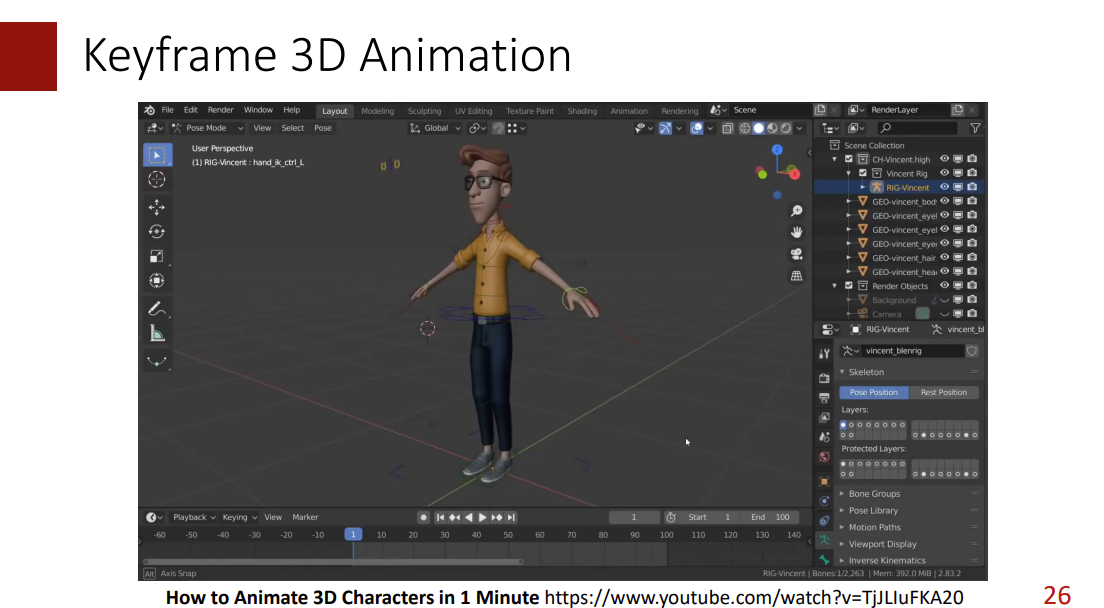 Keyframe 3D Animation
File Edit Render Window Help Layout Modeling Sculpting UV Editing Texture Paint Shading Animation Rendering Scene RenderLayer
Pose Mode View Select Pose Global
User Perspective
(1) RIG-Vincent : hand_ik_ctrl_L
Z
Scene Collection
CH-Vincent.high
Vincent Rig
RIG-Vincent
GEO-vincent_body
GEO-vincent_eyel
GEO-vincent_eyel
GEO-vincent_eye
GEO-vincent_hair
GEO-vincent_hea
Render Objects
Background
Camera
RIG-Vincent vincent_bl
vincent_blenrig
Skeleton
Pose Position Rest Position
Layers:
Protected Layers:
Bone Groups
Pose Library
Motion Paths
Viewport Display
Inverse Kinematics
Playback Keying View Marker 1 Start 1 End 100
-60 -50 -40 -30 -20 -10 1 10 20 30 40 50 60 70 80 90 100 110 120 130 140
Alt Axis Snap RIG-Vincent | Bones:1/2,263 | Mem: 392.0 MiB | 2.83.2
How to Animate 3D Characters in 1 Minute https://www.youtube.com/watch?v=TjJLIuFKA20
26